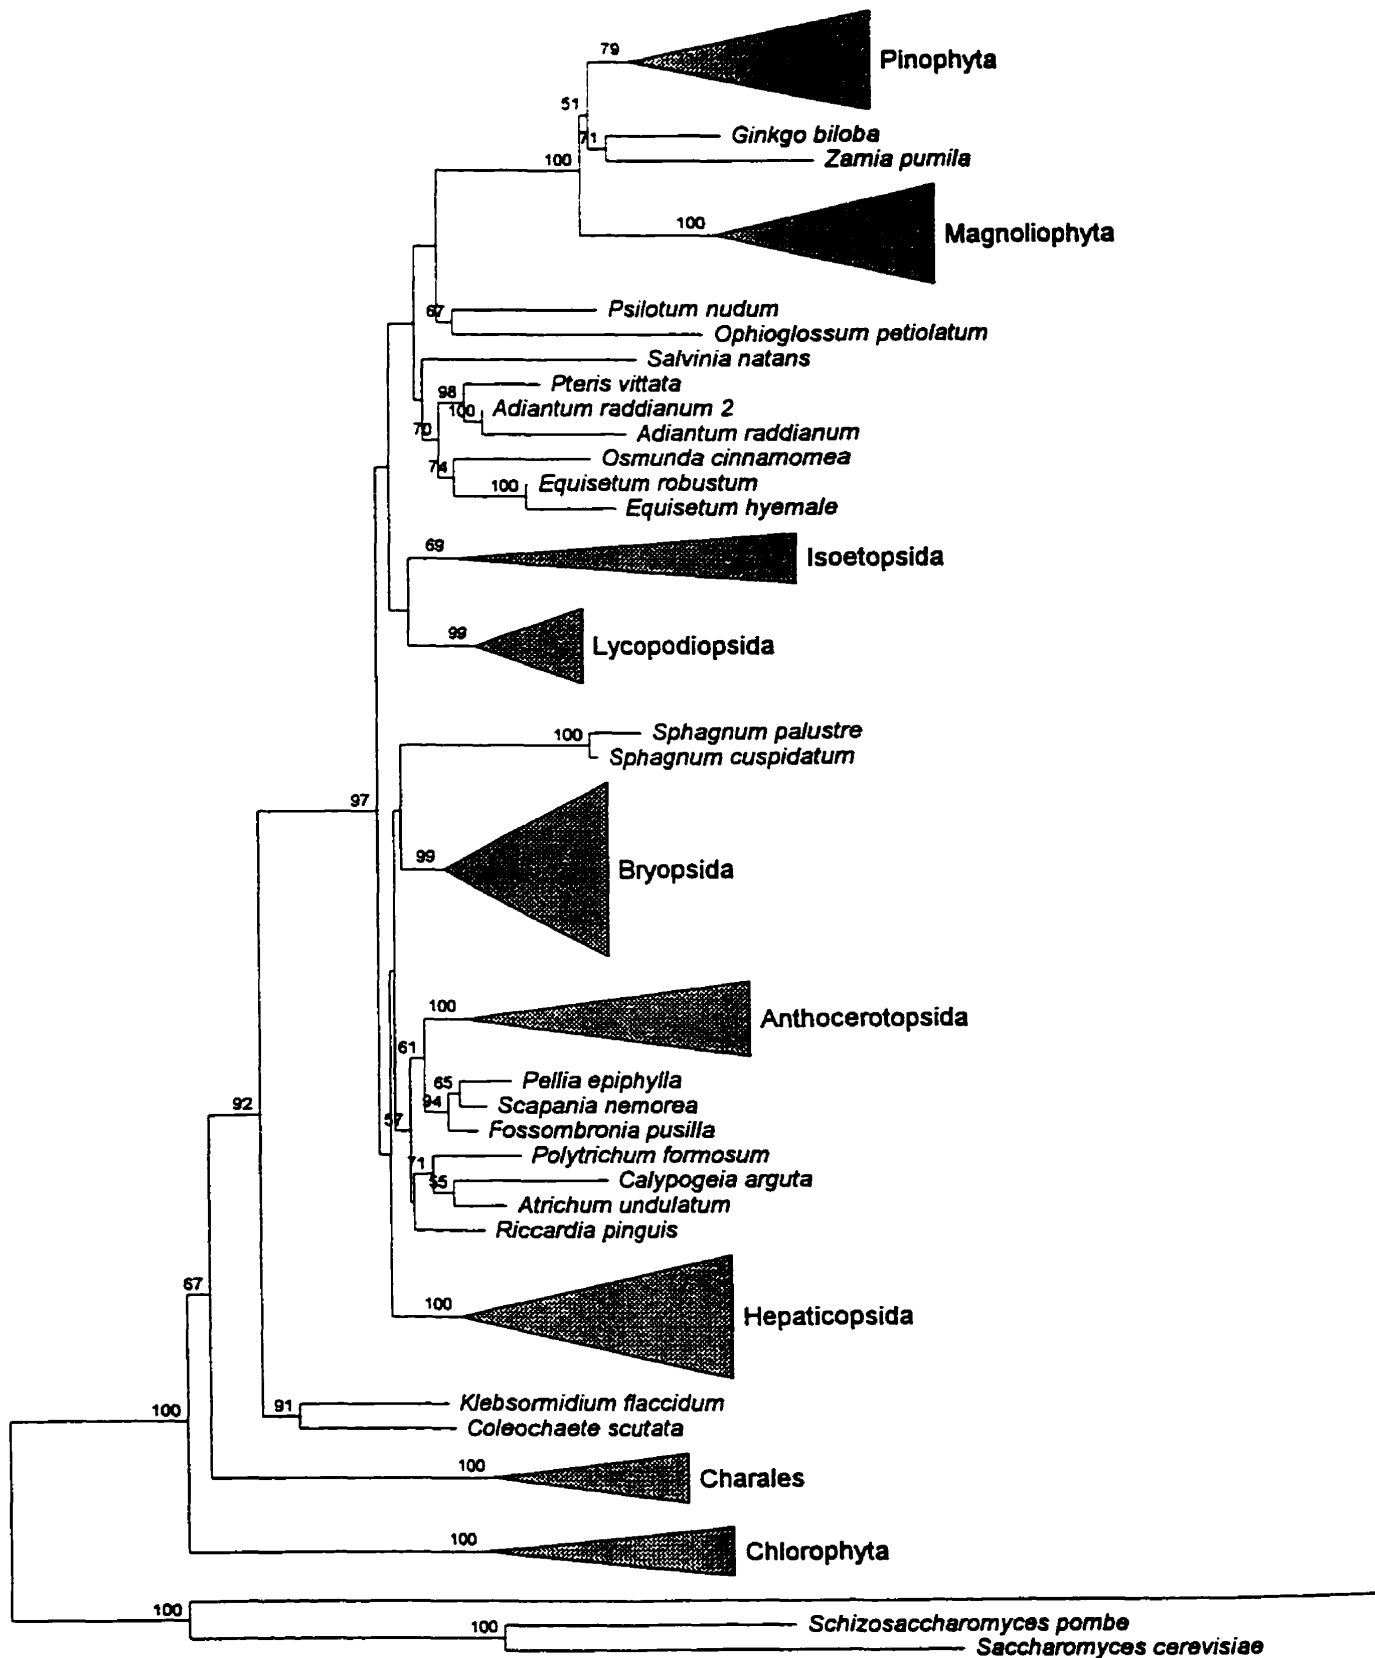 79
Pinophyta
51
71
Ginkgo biloba
Zamia pumila
100
100
Magnoliophyta
67
Psilotum nudum
Ophioglossum petiolatum
Salvinia natans
98
Pteris vittata
100
Adiantum raddianum 2
70
Adiantum raddianum
74
Osmunda cinnamomea
100
Equisetum robustum
Equisetum hyemale
69
Isoetopsida
99
Lycopodiopsida
100
Sphagnum palustre
Sphagnum cuspidatum
97
99
Bryopsida
100
Anthocerotopsida
61
65
Pellia epiphylla
94
Scapania nemorea
57
Fossombronia pusilla
71
Polytrichum formosum
55
Calypogeia arguta
Atrichum undulatum
Riccardia pinguis
92
67
100
Hepaticopsida
91
Klebsormidium flaccidum
100
Coleochaete scutata
100
Charales
100
Chlorophyta
100
100
Schizosaccharomyces pombe
Saccharomyces cerevisiae